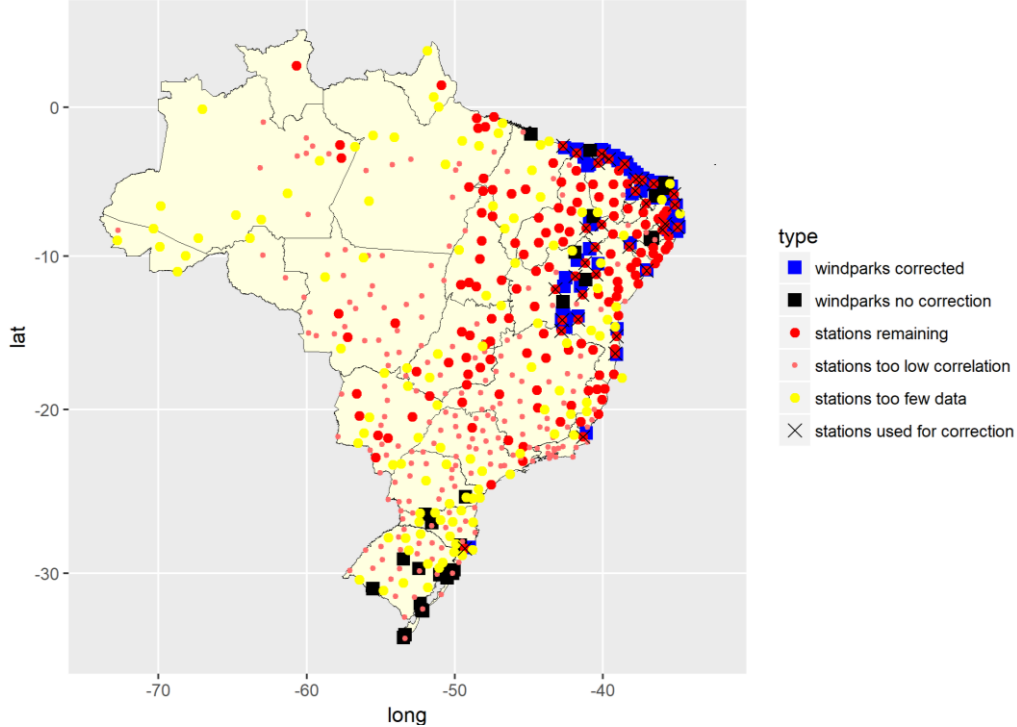 0
-10
-20
-30
lat
-70
-60
-50
-40
long
type
windparks corrected
windparks no correction
stations remaining
stations too low correlation
stations too few data
stations used for correction